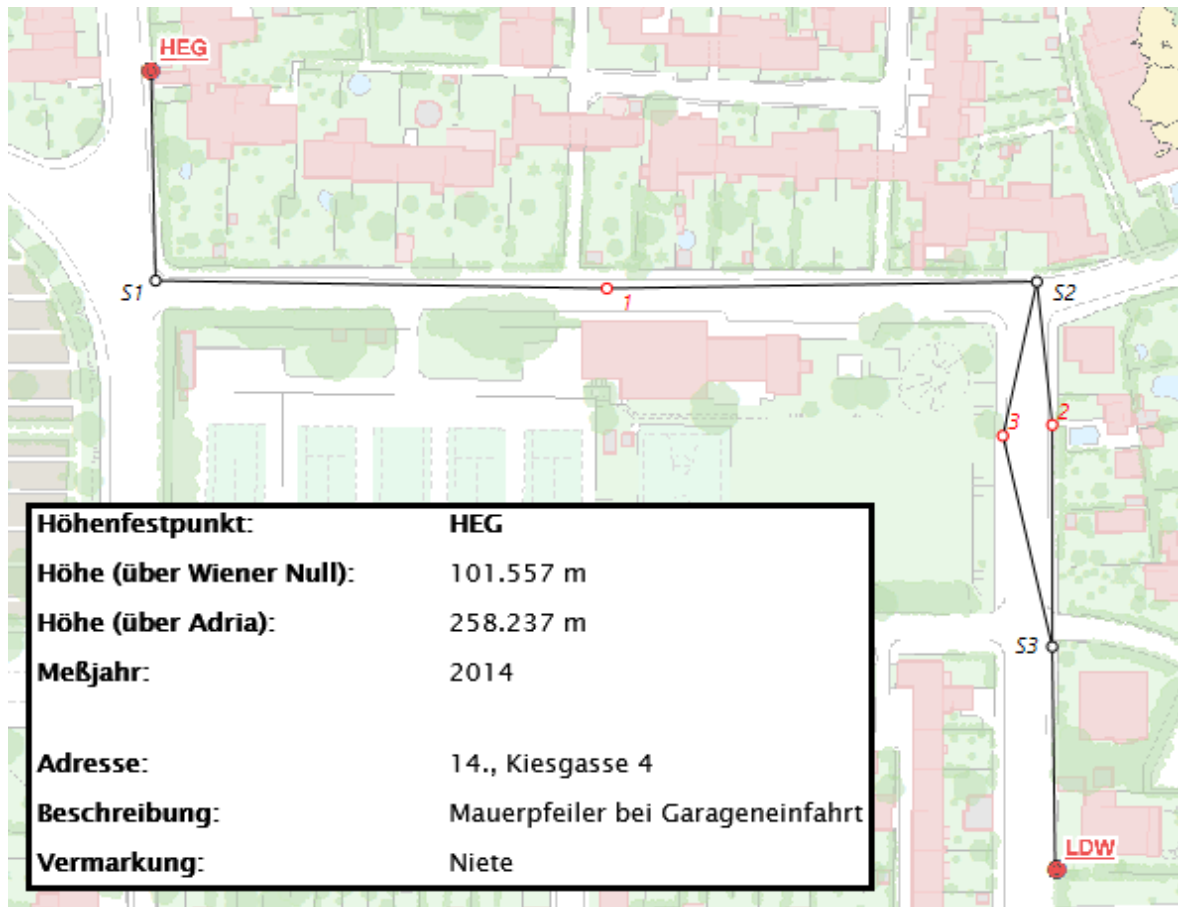 HEG
S1
1
S2
3
2
S3
LDW
Höhenfestpunkt: HEG
Höhe (über Wiener Null): 101.557 m
Höhe (über Adria): 258.237 m
Meßjahr: 2014
Adresse: 14., Kiesgasse 4
Beschreibung: Mauerpfeiler bei Garageneinfahrt
Vermarkung: Niete